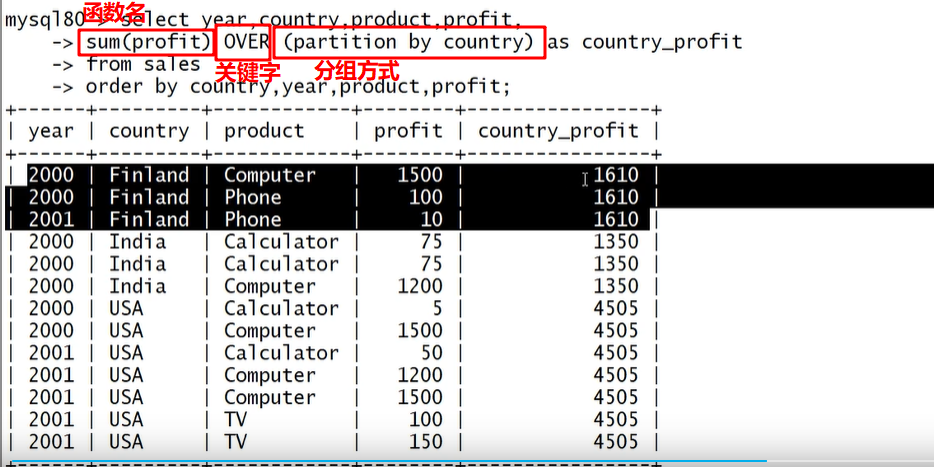 函数名
mysql80> select year,country,product,profit,
-> sum(profit) OVER (partition by country) as country_profit
-> from sales
关键字 分组方式
-> order by country,year,product,profit;
+------+---------+------------+--------+----------------+
| year | country | product | profit | country_profit |
+------+---------+------------+--------+----------------+
| 2000 | Finland | Computer | 1500 | 1610 |
| 2000 | Finland | Phone | 100 | 1610 |
| 2001 | Finland | Phone | 10 | 1610 |
| 2000 | India | Calculator | 75 | 1350 |
| 2000 | India | Calculator | 75 | 1350 |
| 2000 | India | Computer | 1200 | 1350 |
| 2000 | USA | Calculator | 5 | 4505 |
| 2000 | USA | Computer | 1500 | 4505 |
| 2001 | USA | Calculator | 50 | 4505 |
| 2001 | USA | Computer | 1200 | 4505 |
| 2001 | USA | Computer | 1500 | 4505 |
| 2001 | USA | TV | 100 | 4505 |
| 2001 | USA | TV | 150 | 4505 |
+------+---------+------------+--------+----------------+